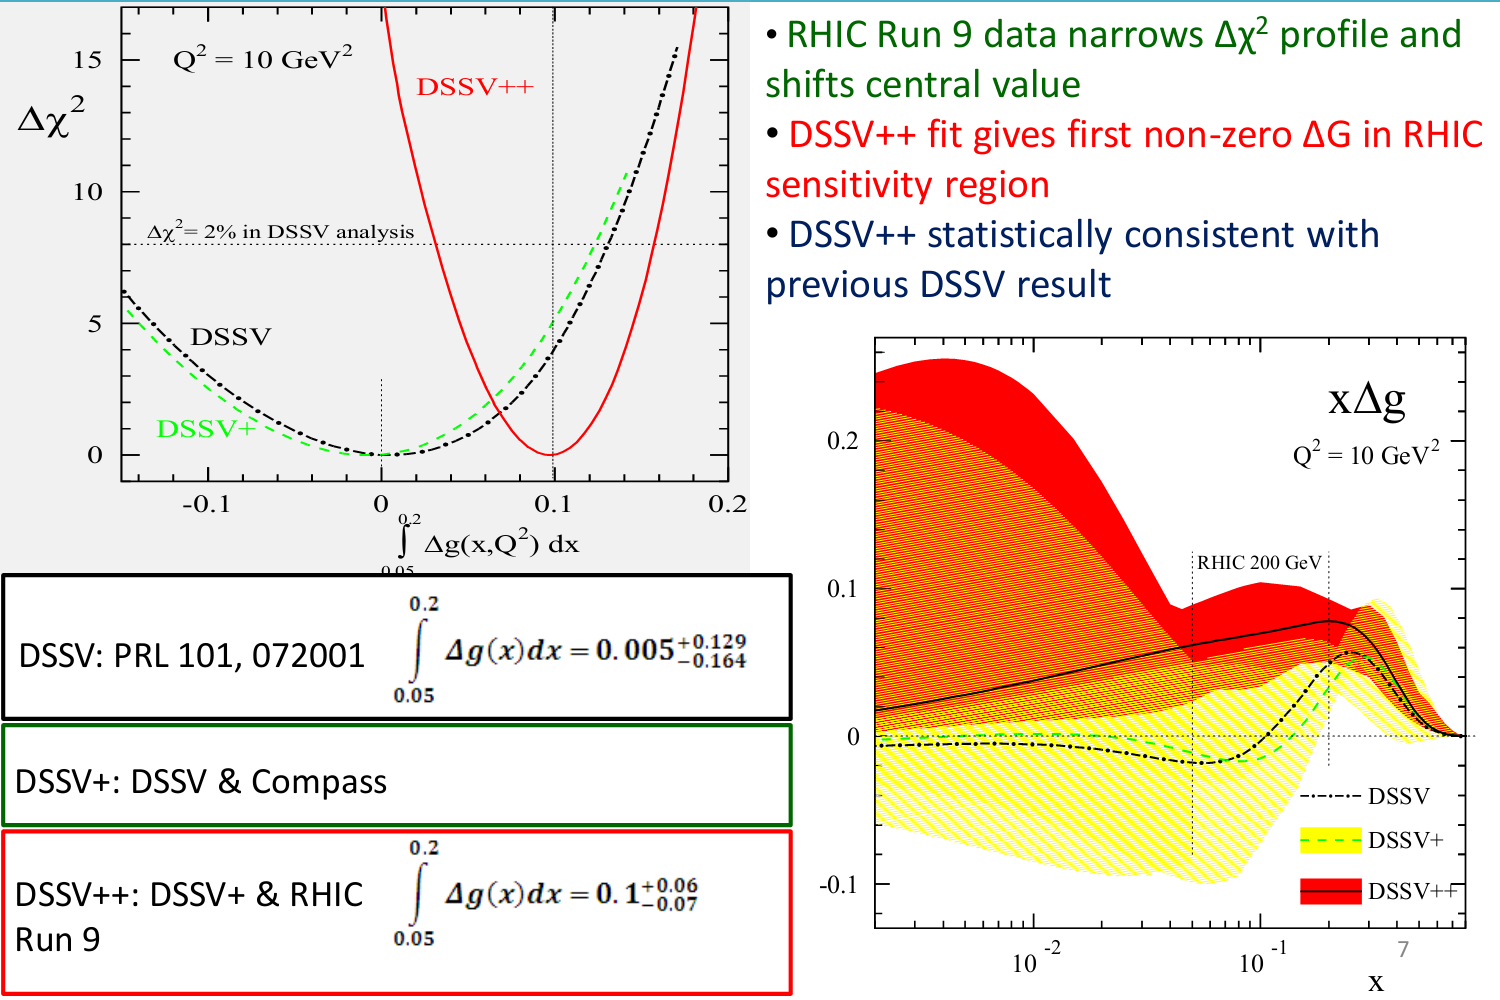 15
Q² = 10 GeV²
DSSV++
Δχ²
10
Δχ²= 2% in DSSV analysis
5
DSSV
DSSV+
0
-0.1 0 0.1 0.2
0.2
∫ Δg(x,Q²) dx
0.05
• RHIC Run 9 data narrows Δχ² profile and
shifts central value
• DSSV++ fit gives first non-zero ΔG in RHIC
sensitivity region
• DSSV++ statistically consistent with
previous DSSV result
0.2
DSSV: PRL 101, 072001 ∫ Δg(x)dx = 0.005 +0.129 −0.164
0.05
DSSV+: DSSV & Compass
0.2
DSSV++: DSSV+ & RHIC ∫ Δg(x)dx = 0.1 +0.06 −0.07
Run 9
0.05
xΔg
0.2
Q² = 10 GeV²
RHIC 200 GeV
0.1
0
DSSV
DSSV+
-0.1
DSSV++
10 -2 10 -1
7
x